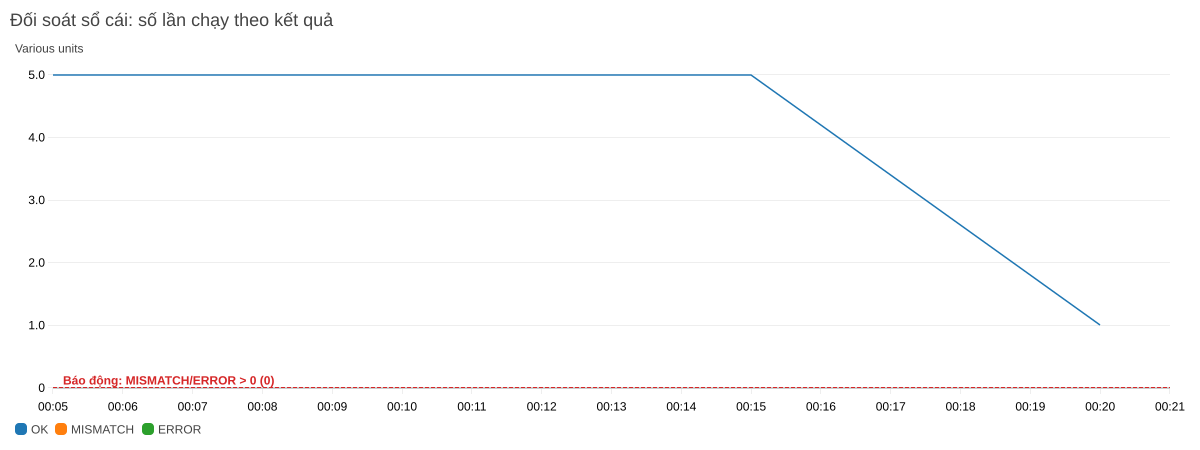 Đối soát sổ cái: số lần chạy theo kết quả
Various units
5.0
4.0
3.0
2.0
1.0
Báo động: MISMATCH/ERROR > 0 (0)
0
00:05 00:06 00:07 00:08 00:09 00:10 00:11 00:12 00:13 00:14 00:15 00:16 00:17 00:18 00:19 00:20 00:21
OK MISMATCH ERROR